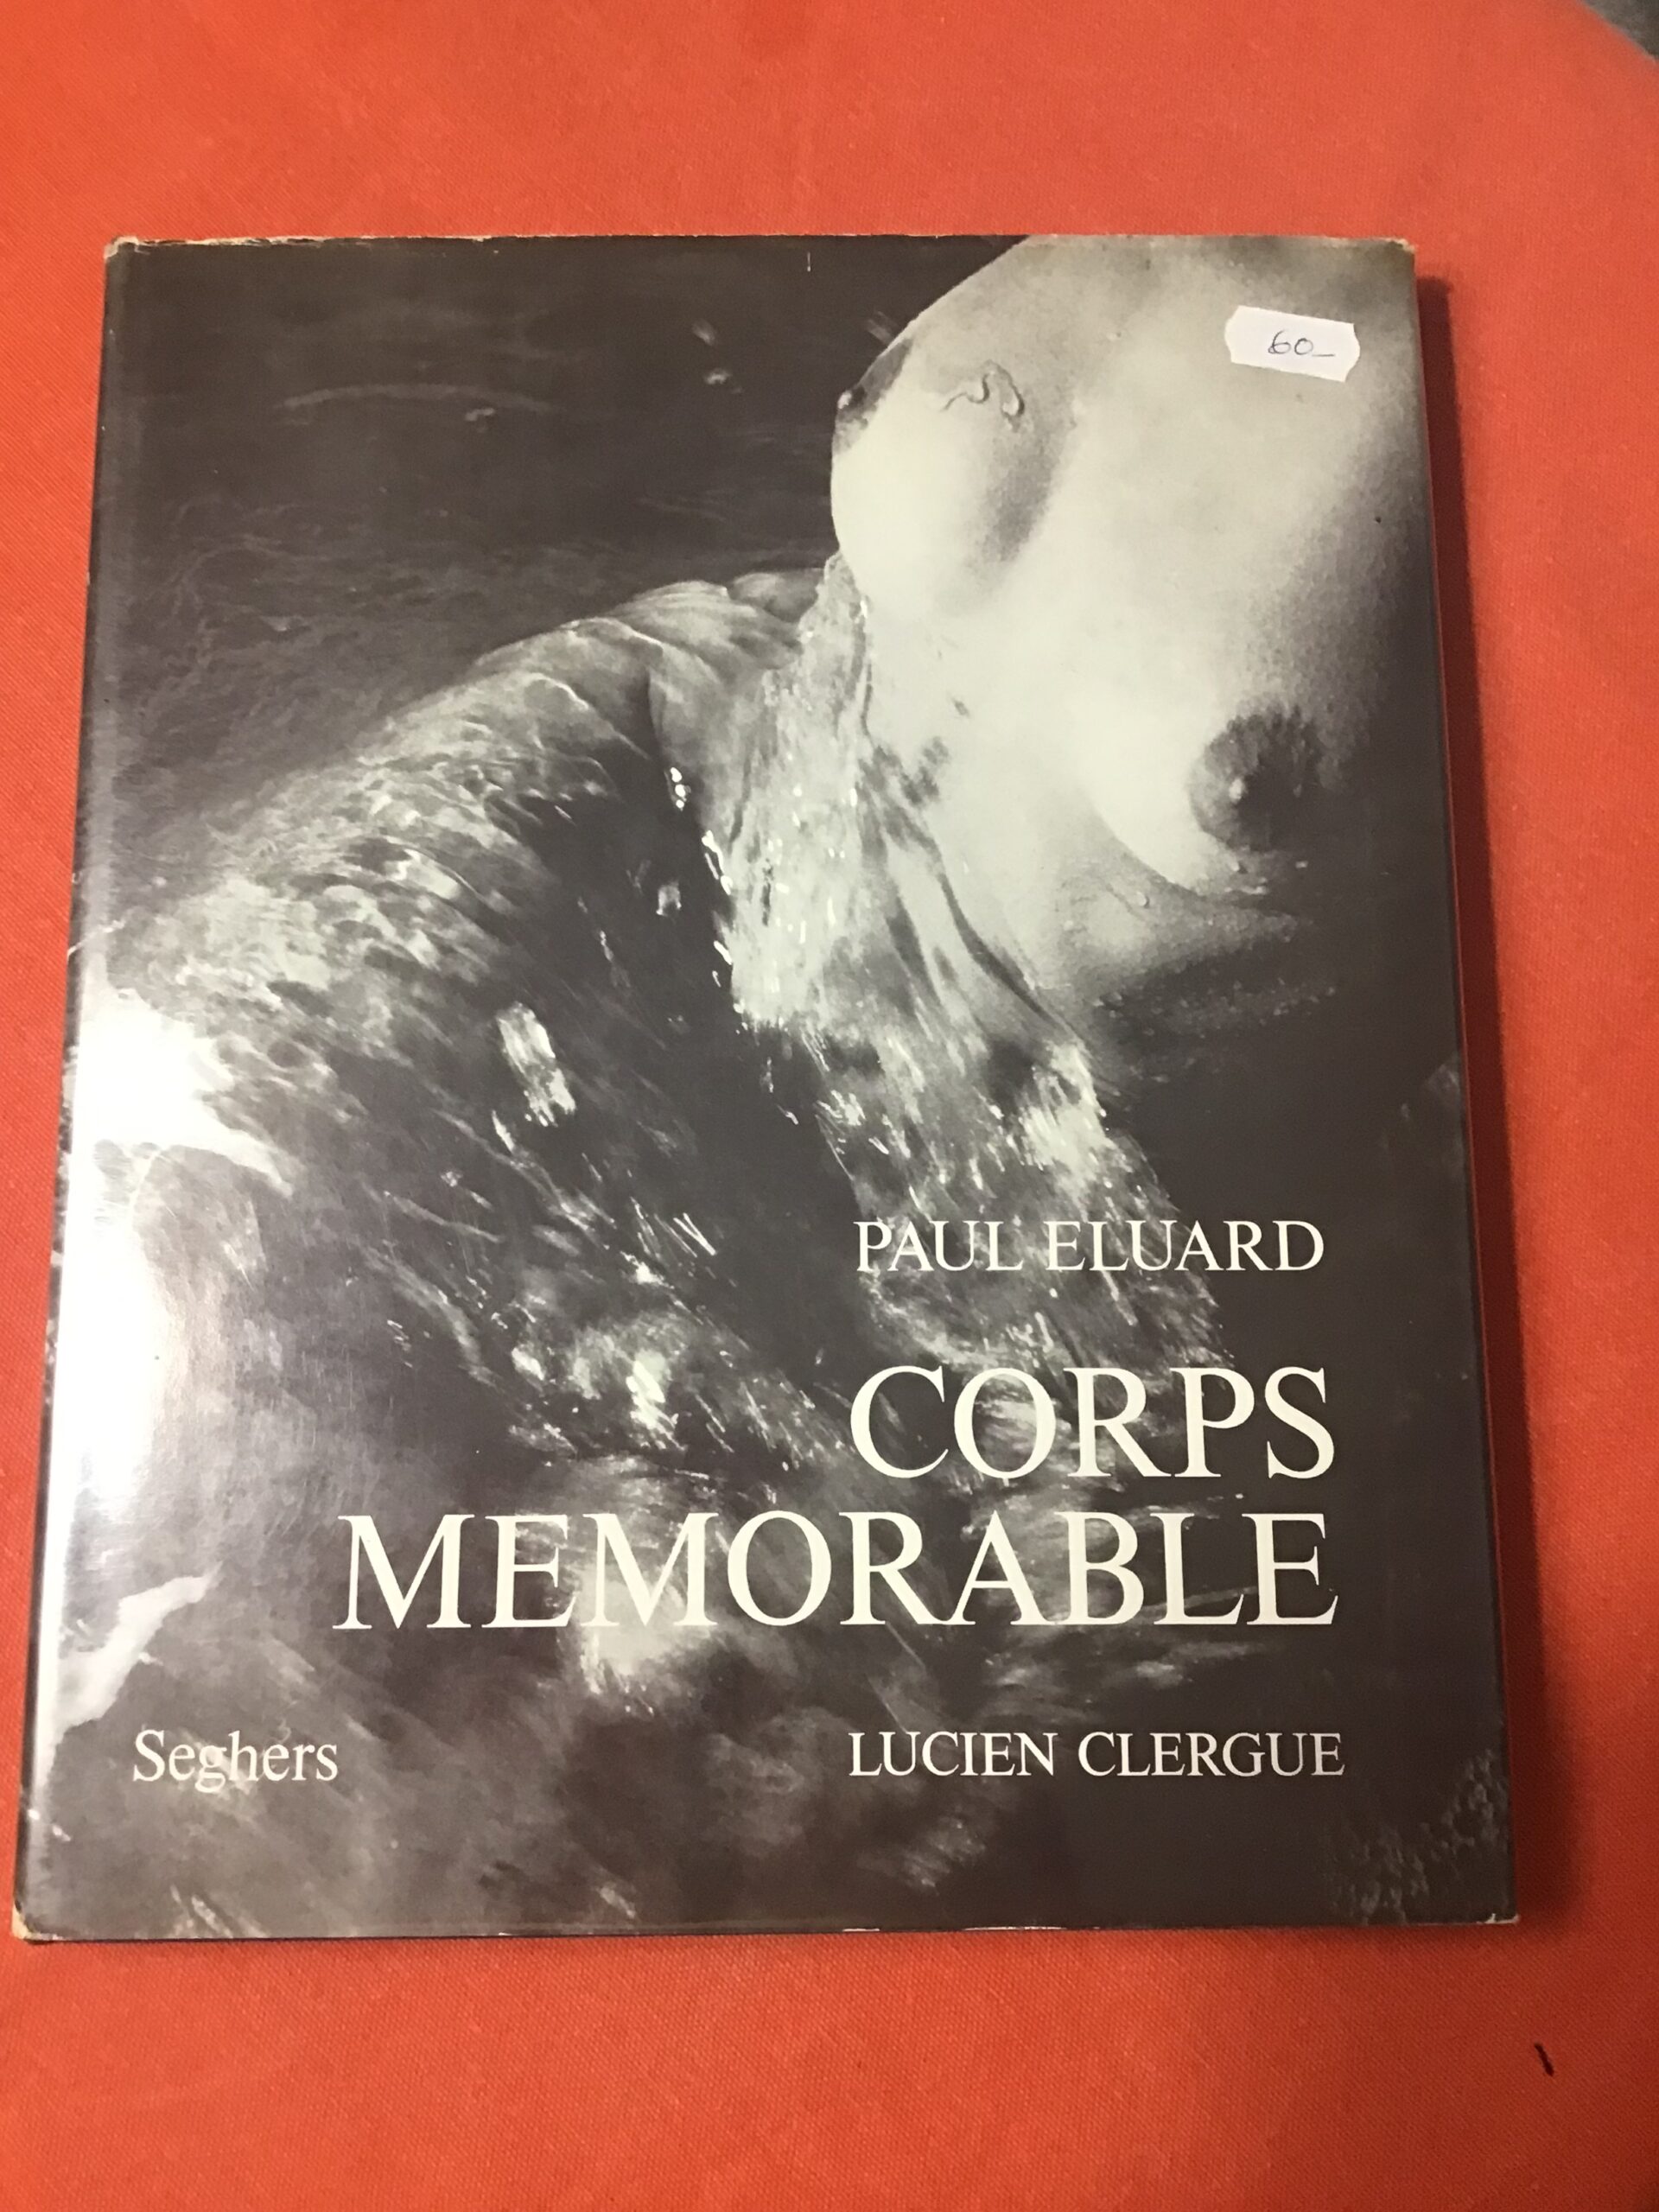 60_
PAUL ELUARD
CORPS
MEMORABLE
Seghers
LUCIEN CLERGUE